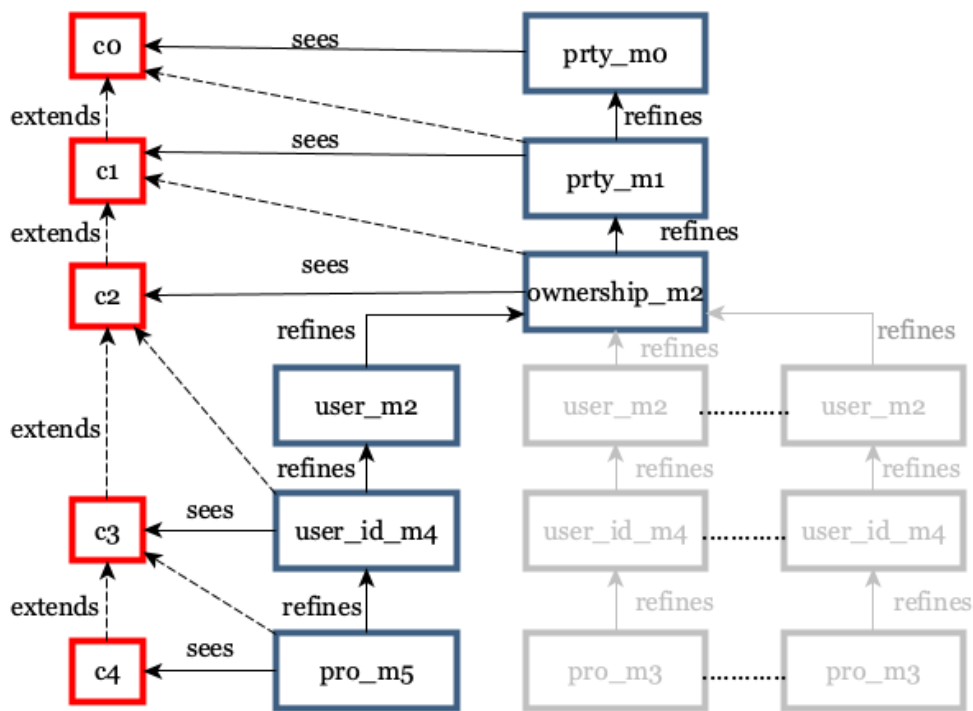 c0
sees
prty_m0
extends
refines
c1
sees
prty_m1
extends
refines
c2
sees
ownership_m2
refines
refines
refines
extends
user_m2
user_m2
............
user_m2
refines
refines
refines
c3
sees
user_id_m4
user_id_m4
............
user_id_m4
extends
refines
refines
refines
c4
sees
pro_m5
pro_m3
............
pro_m3